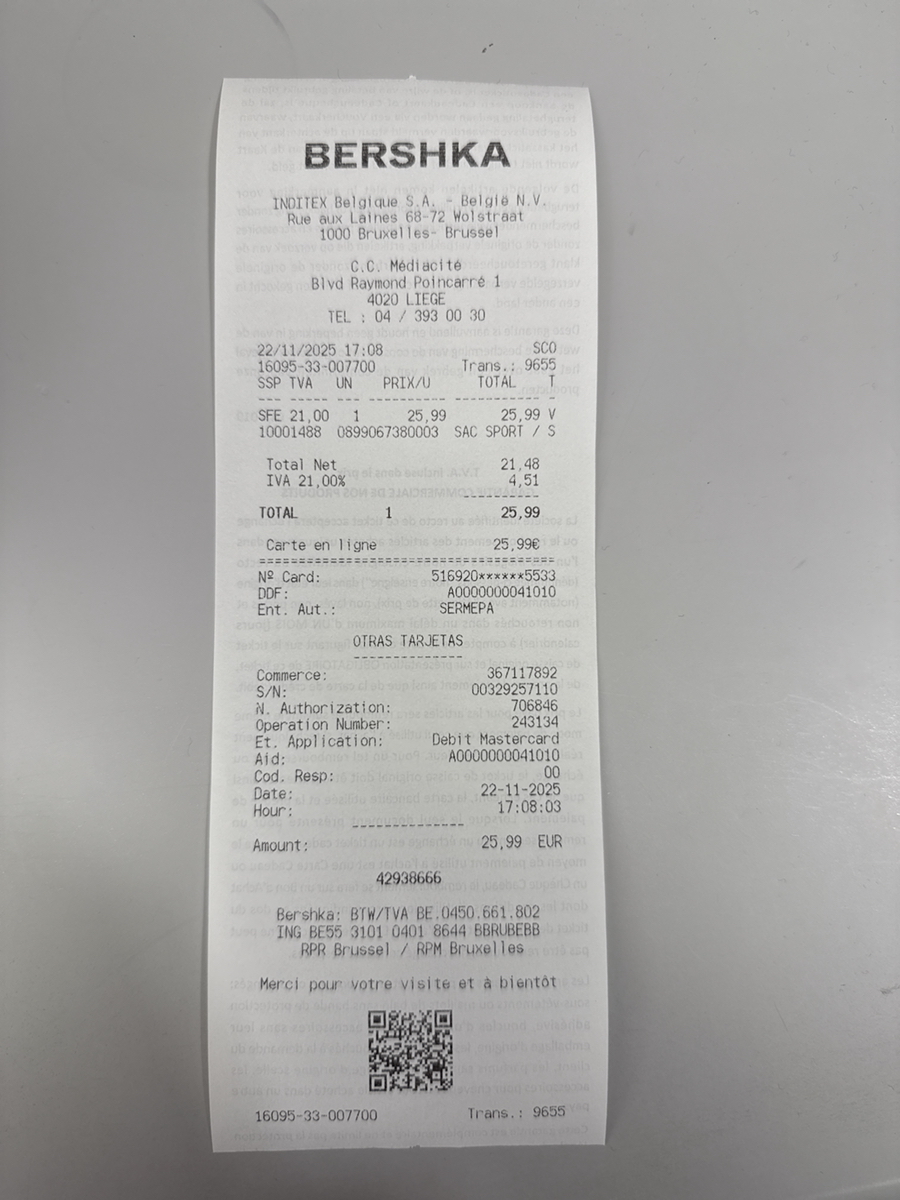 BERSHKA
INDITEX Belgique S.A. - België N.V.
Rue aux Laines 68-72 Wolstraat
1000 Bruxelles- Brussel
C.C. Médiacité
Blvd Raymond Poincarré 1
4020 LIEGE
TEL : 04 / 393 00 30
22/11/2025 17:08 SCO
16095-33-007700 Trans.: 9655
SSP TVA UN PRIX/U TOTAL T
--- --- --- ---------- ----------- -
SFE 21,00 1 25,99 25,99 V
10001488 0899067380003 SAC SPORT / S
Total Net 21,48
IVA 21,00% 4,51
----------
TOTAL 1 25,99
Carte en ligne 25,99€
======================================
Nº Card: 516920******5533
DDF: A0000000041010
Ent. Aut.: SERMEPA
OTRAS TARJETAS
--------------
Commerce: 367117892
S/N: 00329257110
N. Authorization: 706846
Operation Number: 243134
Et. Application: Debit Mastercard
Aid: A0000000041010
Cod. Resp: 00
Date: 22-11-2025
Hour: 17:08:03
--------------
Amount: 25,99 EUR
42938666
Bershka: BTW/TVA BE.0450.661.802
ING BE55 3101 0401 8644 BBRUBEBB
RPR Brussel / RPM Bruxelles
Merci pour votre visite et à bientôt
16095-33-007700 Trans.: 9655